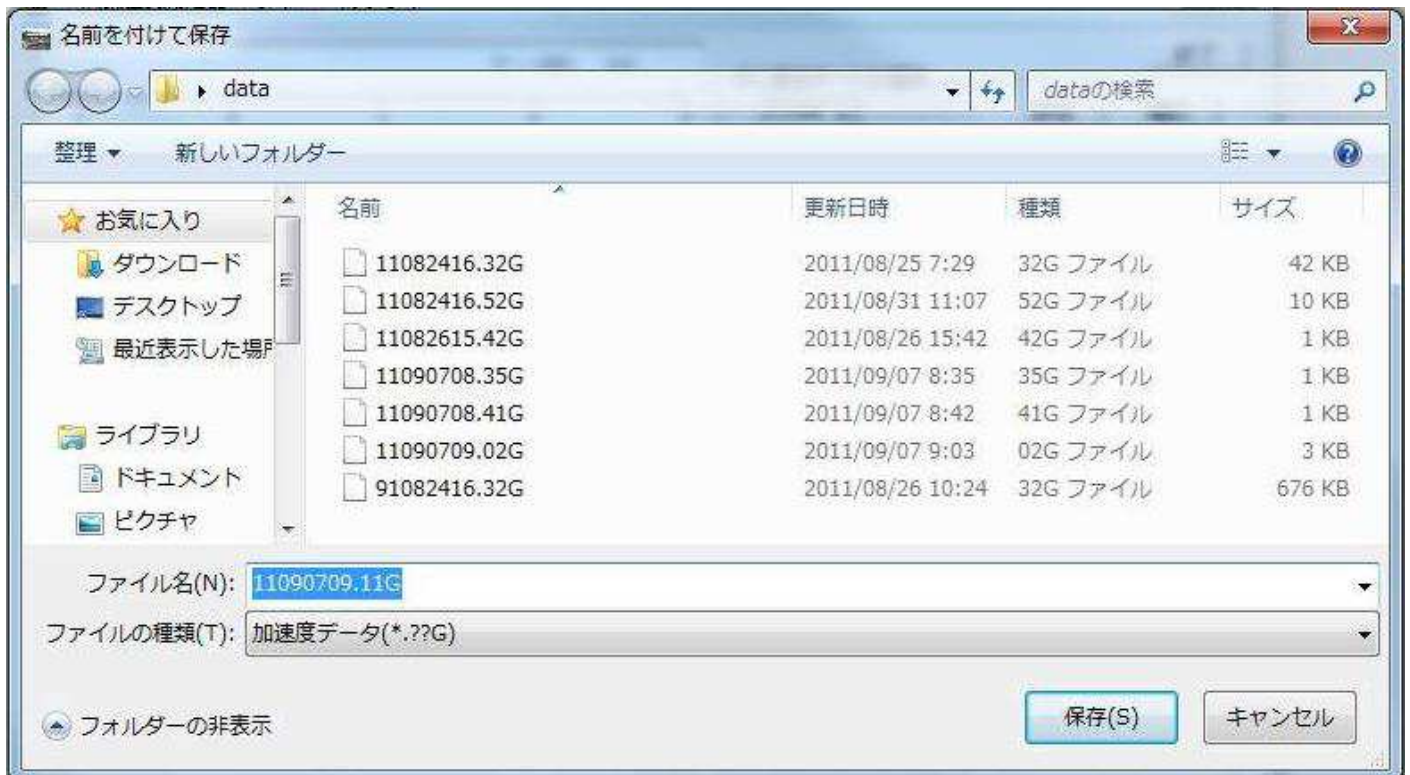 名前を付けて保存
data
dataの検索
整理
新しいフォルダー
お気に入り
ダウンロード
デスクトップ
最近表示した場所
ライブラリ
ドキュメント
ピクチャ
名前 更新日時 種類 サイズ
11082416.32G 2011/08/25 7:29 32G ファイル 42 KB
11082416.52G 2011/08/31 11:07 52G ファイル 10 KB
11082615.42G 2011/08/26 15:42 42G ファイル 1 KB
11090708.35G 2011/09/07 8:35 35G ファイル 1 KB
11090708.41G 2011/09/07 8:42 41G ファイル 1 KB
11090709.02G 2011/09/07 9:03 02G ファイル 3 KB
91082416.32G 2011/08/26 10:24 32G ファイル 676 KB
ファイル名(N): 11090709.11G
ファイルの種類(T): 加速度データ(*.??G)
フォルダーの非表示
保存(S)
キャンセル